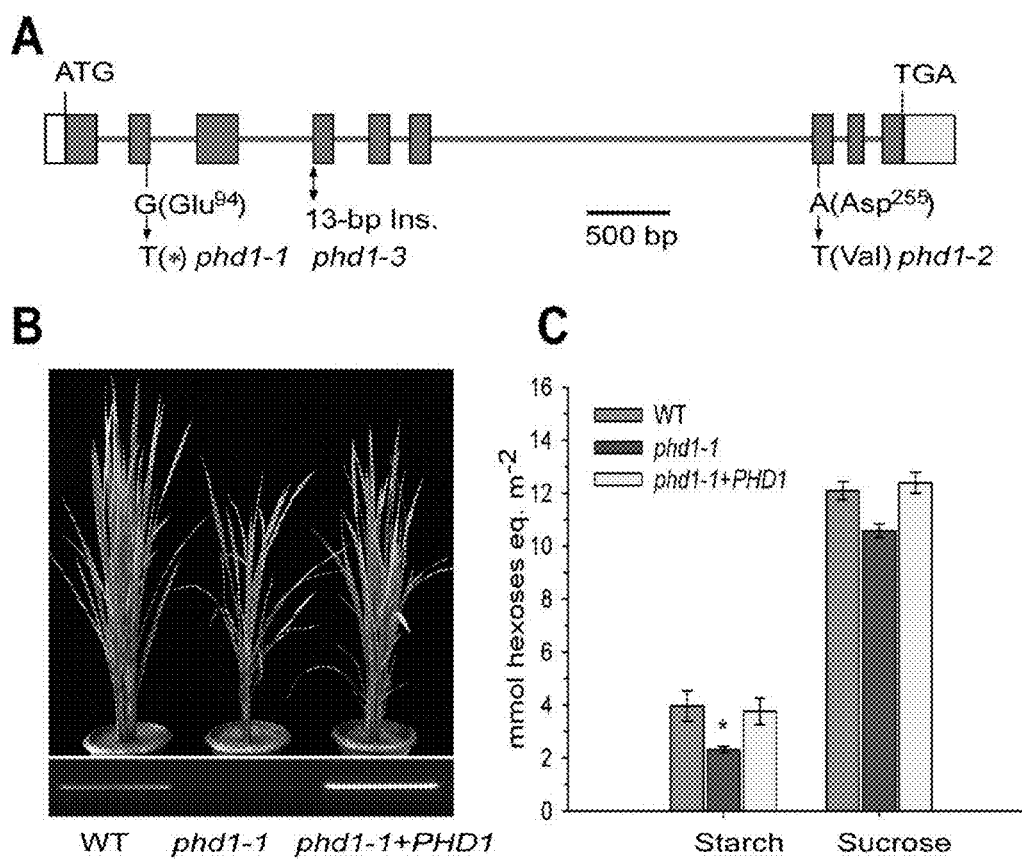 A
ATG
TGA
G(Glu94)
T(*) phd1-1
13-bp Ins.
phd1-3
500 bp
A(Asp255)
T(Val) phd1-2
B
WT
phd1-1
phd1-1+PHD1
C
mmol hexoses eq. m-2
16
14
12
10
8
6
4
2
0
WT
phd1-1
phd1-1+PHD1
*
Starch
Sucrose